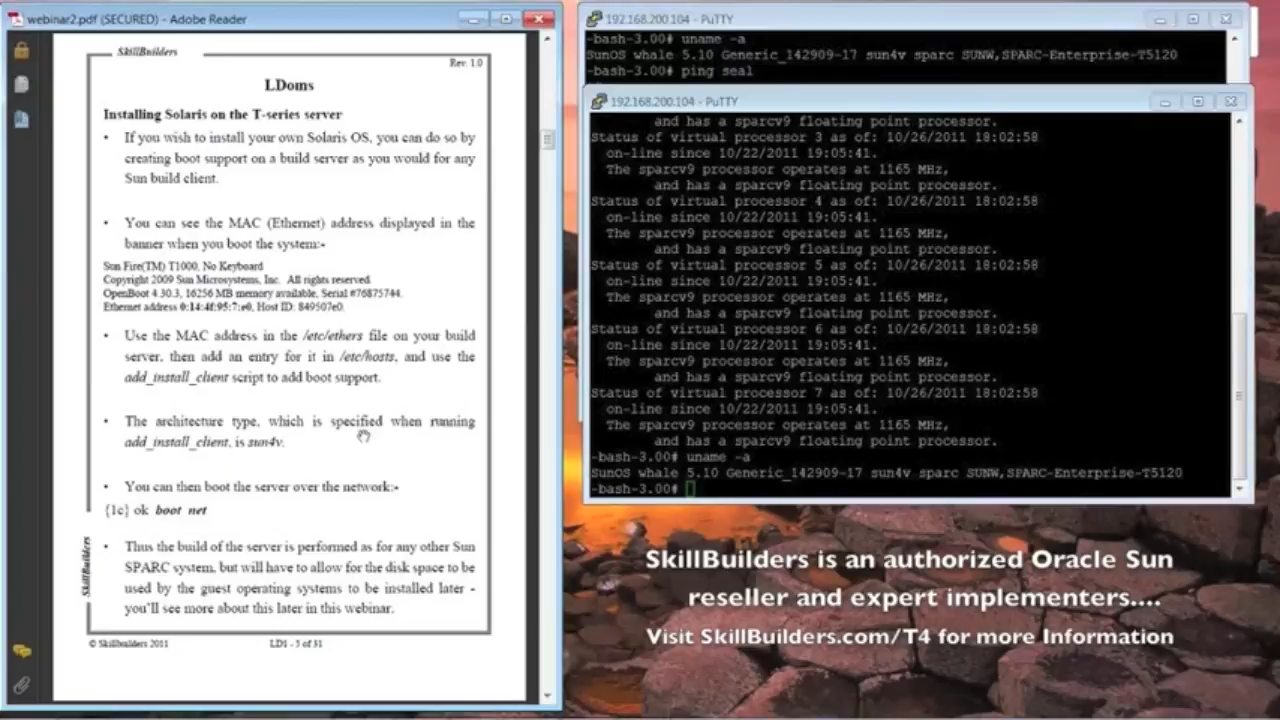 webinar2.pdf (SECURED) - Adobe Reader
SkillBuilders
Rev. 1.0
LDoms
Installing Solaris on the T-series server
• If you wish to install your own Solaris OS, you can do so by
creating boot support on a build server as you would for any
Sun build client.
• You can see the MAC (Ethernet) address displayed in the
banner when you boot the system:-
Sun Fire(TM) T1000, No Keyboard
Copyright 2009 Sun Microsystems, Inc. All rights reserved.
OpenBoot 4.30.3, 16256 MB memory available, Serial #76875744.
Ethernet address 0:14:4f:95:7:e0, Host ID: 849507e0.
• Use the MAC address in the /etc/ethers file on your build
server, then add an entry for it in /etc/hosts, and use the
add_install_client script to add boot support.
• The architecture type, which is specified when running
add_install_client, is sun4v.
• You can then boot the server over the network:-
{1c} ok boot net
• Thus the build of the server is performed as for any other Sun
SPARC system, but will have to allow for the disk space to be
used by the guest operating systems to be installed later -
you'll see more about this later in this webinar.
SkillBuilders
© Skillbuilders 2011
LD1 - 5 of 31
192.168.200.104 - PuTTY
-bash-3.00# uname -a
SunOS whale 5.10 Generic_142909-17 sun4v sparc SUNW,SPARC-Enterprise-T5120
-bash-3.00# ping seal
192.168.200.104 - PuTTY
and has a sparcv9 floating point processor.
Status of virtual processor 3 as of: 10/26/2011 18:02:58
on-line since 10/22/2011 19:05:41.
The sparcv9 processor operates at 1165 MHz,
and has a sparcv9 floating point processor.
Status of virtual processor 4 as of: 10/26/2011 18:02:58
on-line since 10/22/2011 19:05:41.
The sparcv9 processor operates at 1165 MHz,
and has a sparcv9 floating point processor.
Status of virtual processor 5 as of: 10/26/2011 18:02:58
on-line since 10/22/2011 19:05:41.
The sparcv9 processor operates at 1165 MHz,
and has a sparcv9 floating point processor.
Status of virtual processor 6 as of: 10/26/2011 18:02:58
on-line since 10/22/2011 19:05:41.
The sparcv9 processor operates at 1165 MHz,
and has a sparcv9 floating point processor.
Status of virtual processor 7 as of: 10/26/2011 18:02:58
on-line since 10/22/2011 19:05:41.
The sparcv9 processor operates at 1165 MHz,
and has a sparcv9 floating point processor.
-bash-3.00# uname -a
SunOS whale 5.10 Generic_142909-17 sun4v sparc SUNW,SPARC-Enterprise-T5120
-bash-3.00#
SkillBuilders is an authorized Oracle Sun
reseller and expert implementers....
Visit SkillBuilders.com/T4 for more Information